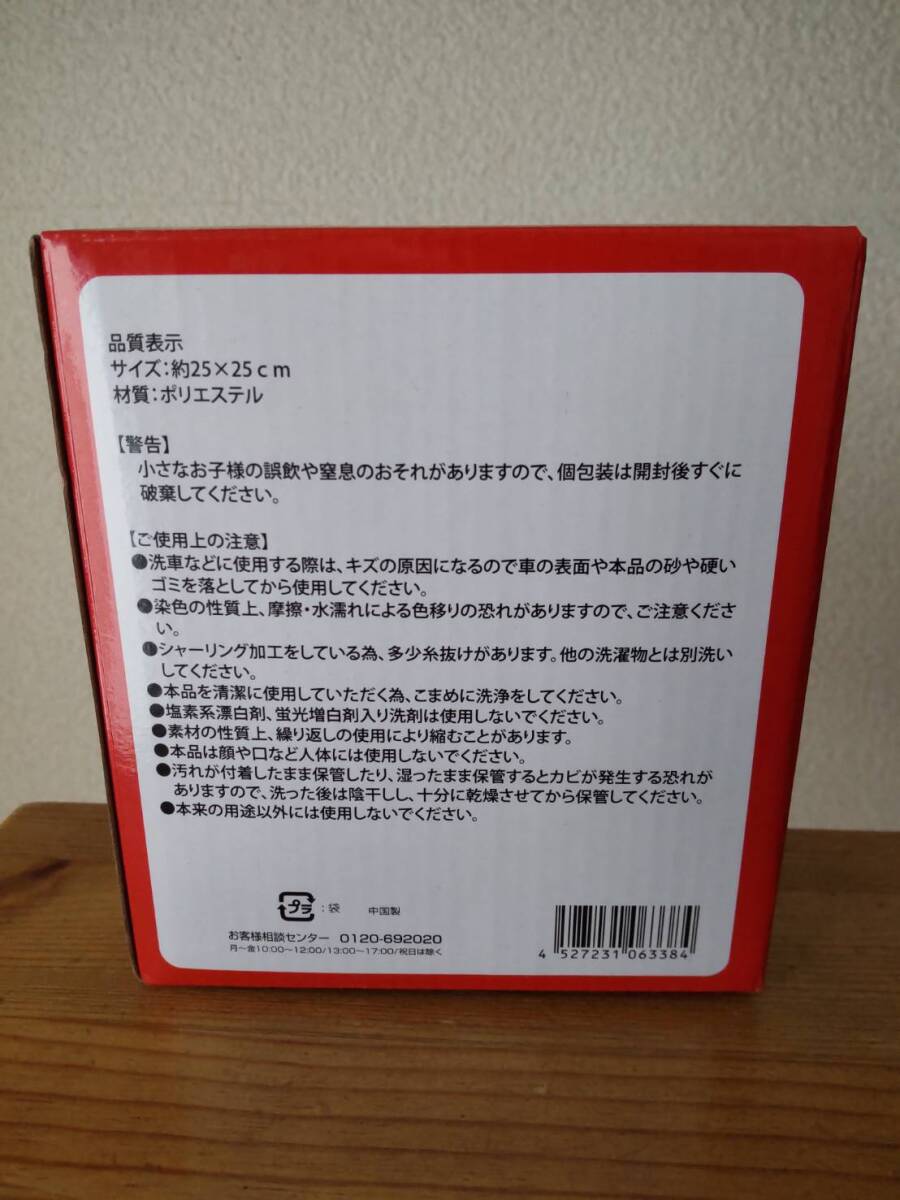 品質表示
サイズ：約25×25ｃｍ
材質：ポリエステル
【警告】
小さなお子様の誤飲や窒息のおそれがありますので、個包装は開封後すぐに
破棄してください。
【ご使用上の注意】
●洗車などに使用する際は、キズの原因になるので車の表面や本品の砂や硬い
ゴミを落としてから使用してください。
●染色の性質上、摩擦・水濡れによる色移りの恐れがありますので、ご注意くださ
い。
●シャーリング加工をしている為、多少糸抜けがあります。他の洗濯物とは別洗い
してください。
●本品を清潔に使用していただく為、こまめに洗浄をしてください。
●塩素系漂白剤、蛍光増白剤入り洗剤は使用しないでください。
●素材の性質上、繰り返しの使用により縮むことがあります。
●本品は顔や口など人体には使用しないでください。
●汚れが付着したまま保管したり、湿ったまま保管するとカビが発生する恐れが
ありますので、洗った後は陰干しし、十分に乾燥させてから保管してください。
●本来の用途以外には使用しないでください。
プラ：袋 中国製
お客様相談センター 0120-692020
月～金10:00～12:00/13:00～17:00/祝日は除く
4 527231 063384